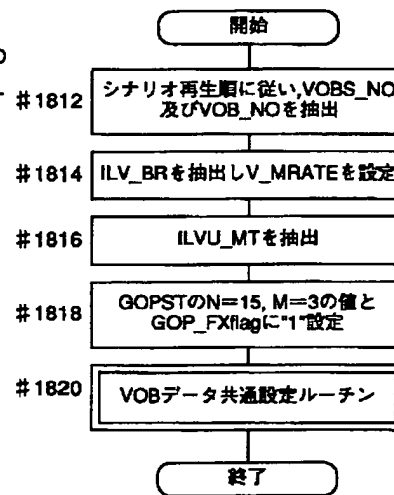 開始
#1812
シナリオ再生順に従い,VOBS_NO
及びVOB_NOを抽出
#1814
ILV_BRを抽出しV_MRATEを設定
#1816
ILVU_MTを抽出
#1818
GOPSTのN=15, M=3の値と
GOP_FXflagに"1"設定
#1820
VOBデータ共通設定ルーチン
終了